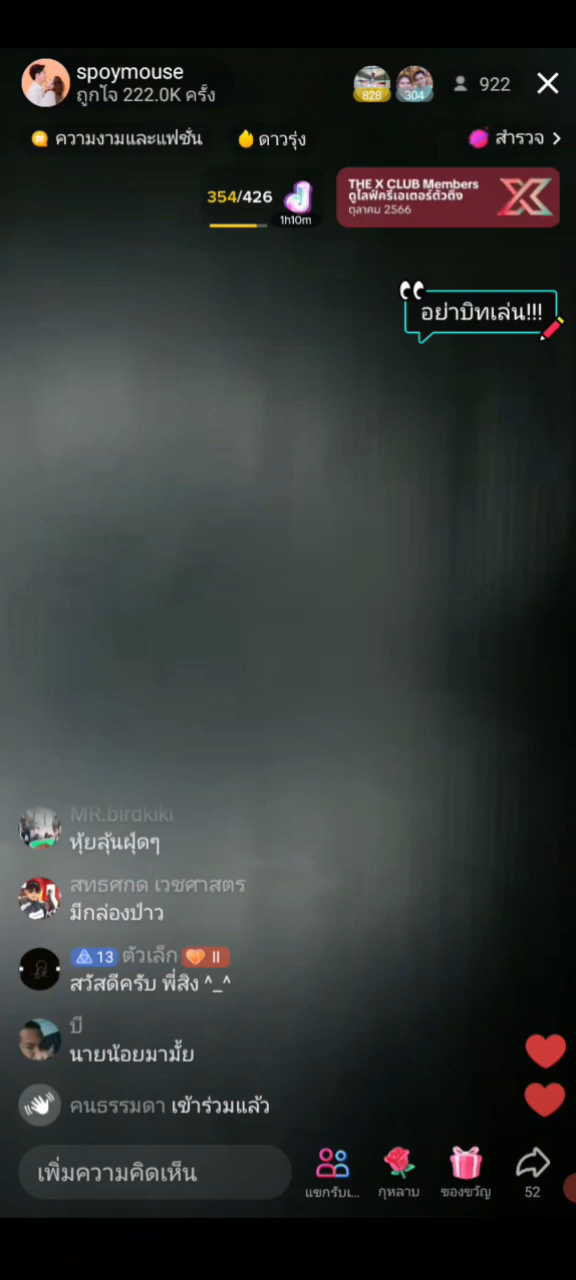 spoymouse
ถูกใจ 222.0K ครั้ง
828
304
922
ความงามและแฟชั่น
ดาวรุ่ง
สำรวจ
354/426
1h10m
THE X CLUB Members
ดูไลฟ์ครีเอเตอร์ตัวตึง
ตุลาคม 2566
อย่าบิทเล่น!!!
MR.birdkiki
หุ้ยลุ้นฝุ่ดๆ
สทธศกด เวชศาสตร
มีกล่องป่าว
13 ตัวเล็ก II
สวัสดีครับ พี่สิง ^_^
บี
นายน้อยมามั้ย
คนธรรมดา เข้าร่วมแล้ว
เพิ่มความคิดเห็น
แขกรับเ...
กุหลาบ
ของขวัญ
52